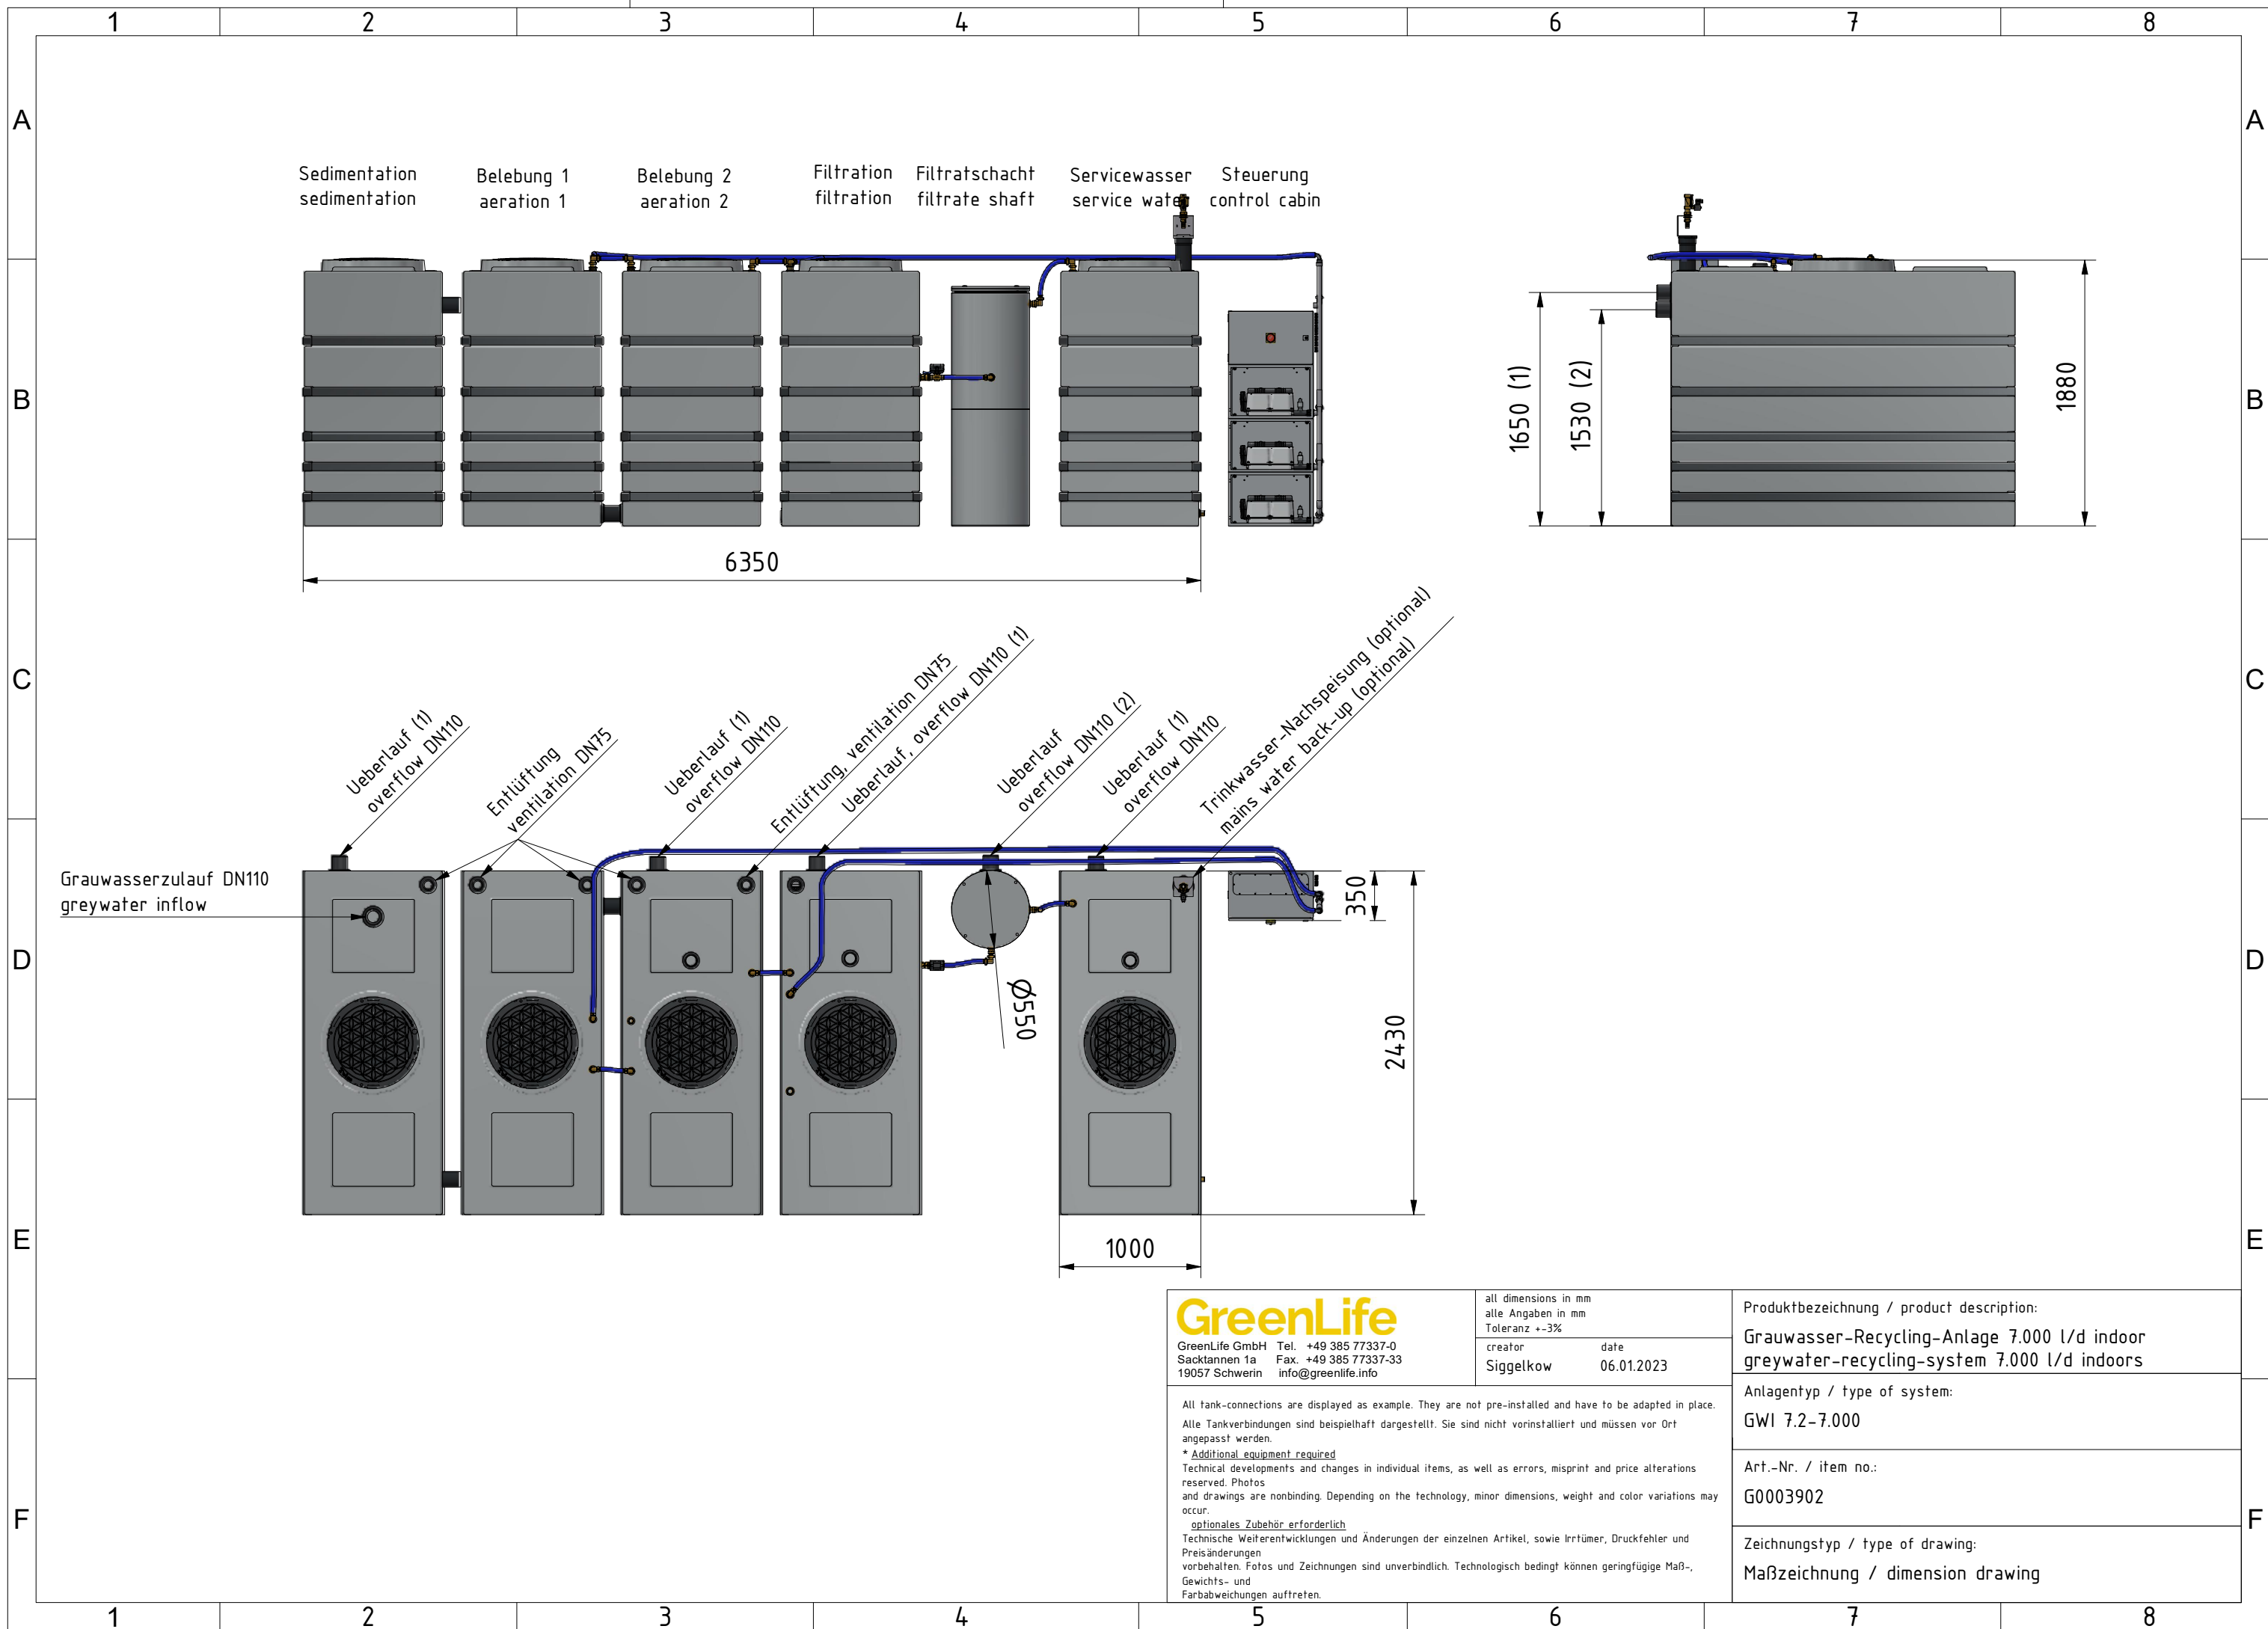 1 2 3 4 5 6 7 8
A A
Sedimentation
sedimentation
Belebung 1
aeration 1
Belebung 2
aeration 2
Filtration
filtration
Filtratschacht
filtrate shaft
Servicewasser
service water
Steuerung
control cabin
B B
1650 (1)
1530 (2)
1880
6350
C C
Ueberlauf (1)
overflow DN110
Entlüftung
ventilation DN75
Ueberlauf (1)
overflow DN110
Entlüftung, ventilation DN75
Ueberlauf, overflow DN110 (1)
Ueberlauf
overflow DN110 (2)
Ueberlauf (1)
overflow DN110
Trinkwasser-Nachspeisung (optional)
mains water back-up (optional)
Grauwasserzulauf DN110
greywater inflow
D D
350
Ø550
2430
E E
1000
GreenLife
GreenLife GmbH Tel. +49 385 77337-0
Sacktannen 1a Fax. +49 385 77337-33
19057 Schwerin info@greenlife.info
all dimensions in mm
alle Angaben in mm
Toleranz +-3%
creator date
Siggelkow 06.01.2023
All tank-connections are displayed as example. They are not pre-installed and have to be adapted in place.
Alle Tankverbindungen sind beispielhaft dargestellt. Sie sind nicht vorinstalliert und müssen vor Ort
angepasst werden.
* Additional equipment required
Technical developments and changes in individual items, as well as errors, misprint and price alterations
reserved. Photos
and drawings are nonbinding. Depending on the technology, minor dimensions, weight and color variations may
occur.
optionales Zubehör erforderlich
Technische Weiterentwicklungen und Änderungen der einzelnen Artikel, sowie Irrtümer, Druckfehler und
Preisänderungen
vorbehalten. Fotos und Zeichnungen sind unverbindlich. Technologisch bedingt können geringfügige Maß-,
Gewichts- und
Farbabweichungen auftreten.
Produktbezeichnung / product description:
Grauwasser-Recycling-Anlage 7.000 l/d indoor
greywater-recycling-system 7.000 l/d indoors
Anlagentyp / type of system:
GWI 7.2-7.000
Art.-Nr. / item no.:
G0003902
Zeichnungstyp / type of drawing:
Maßzeichnung / dimension drawing
F F
1 2 3 4 5 6 7 8